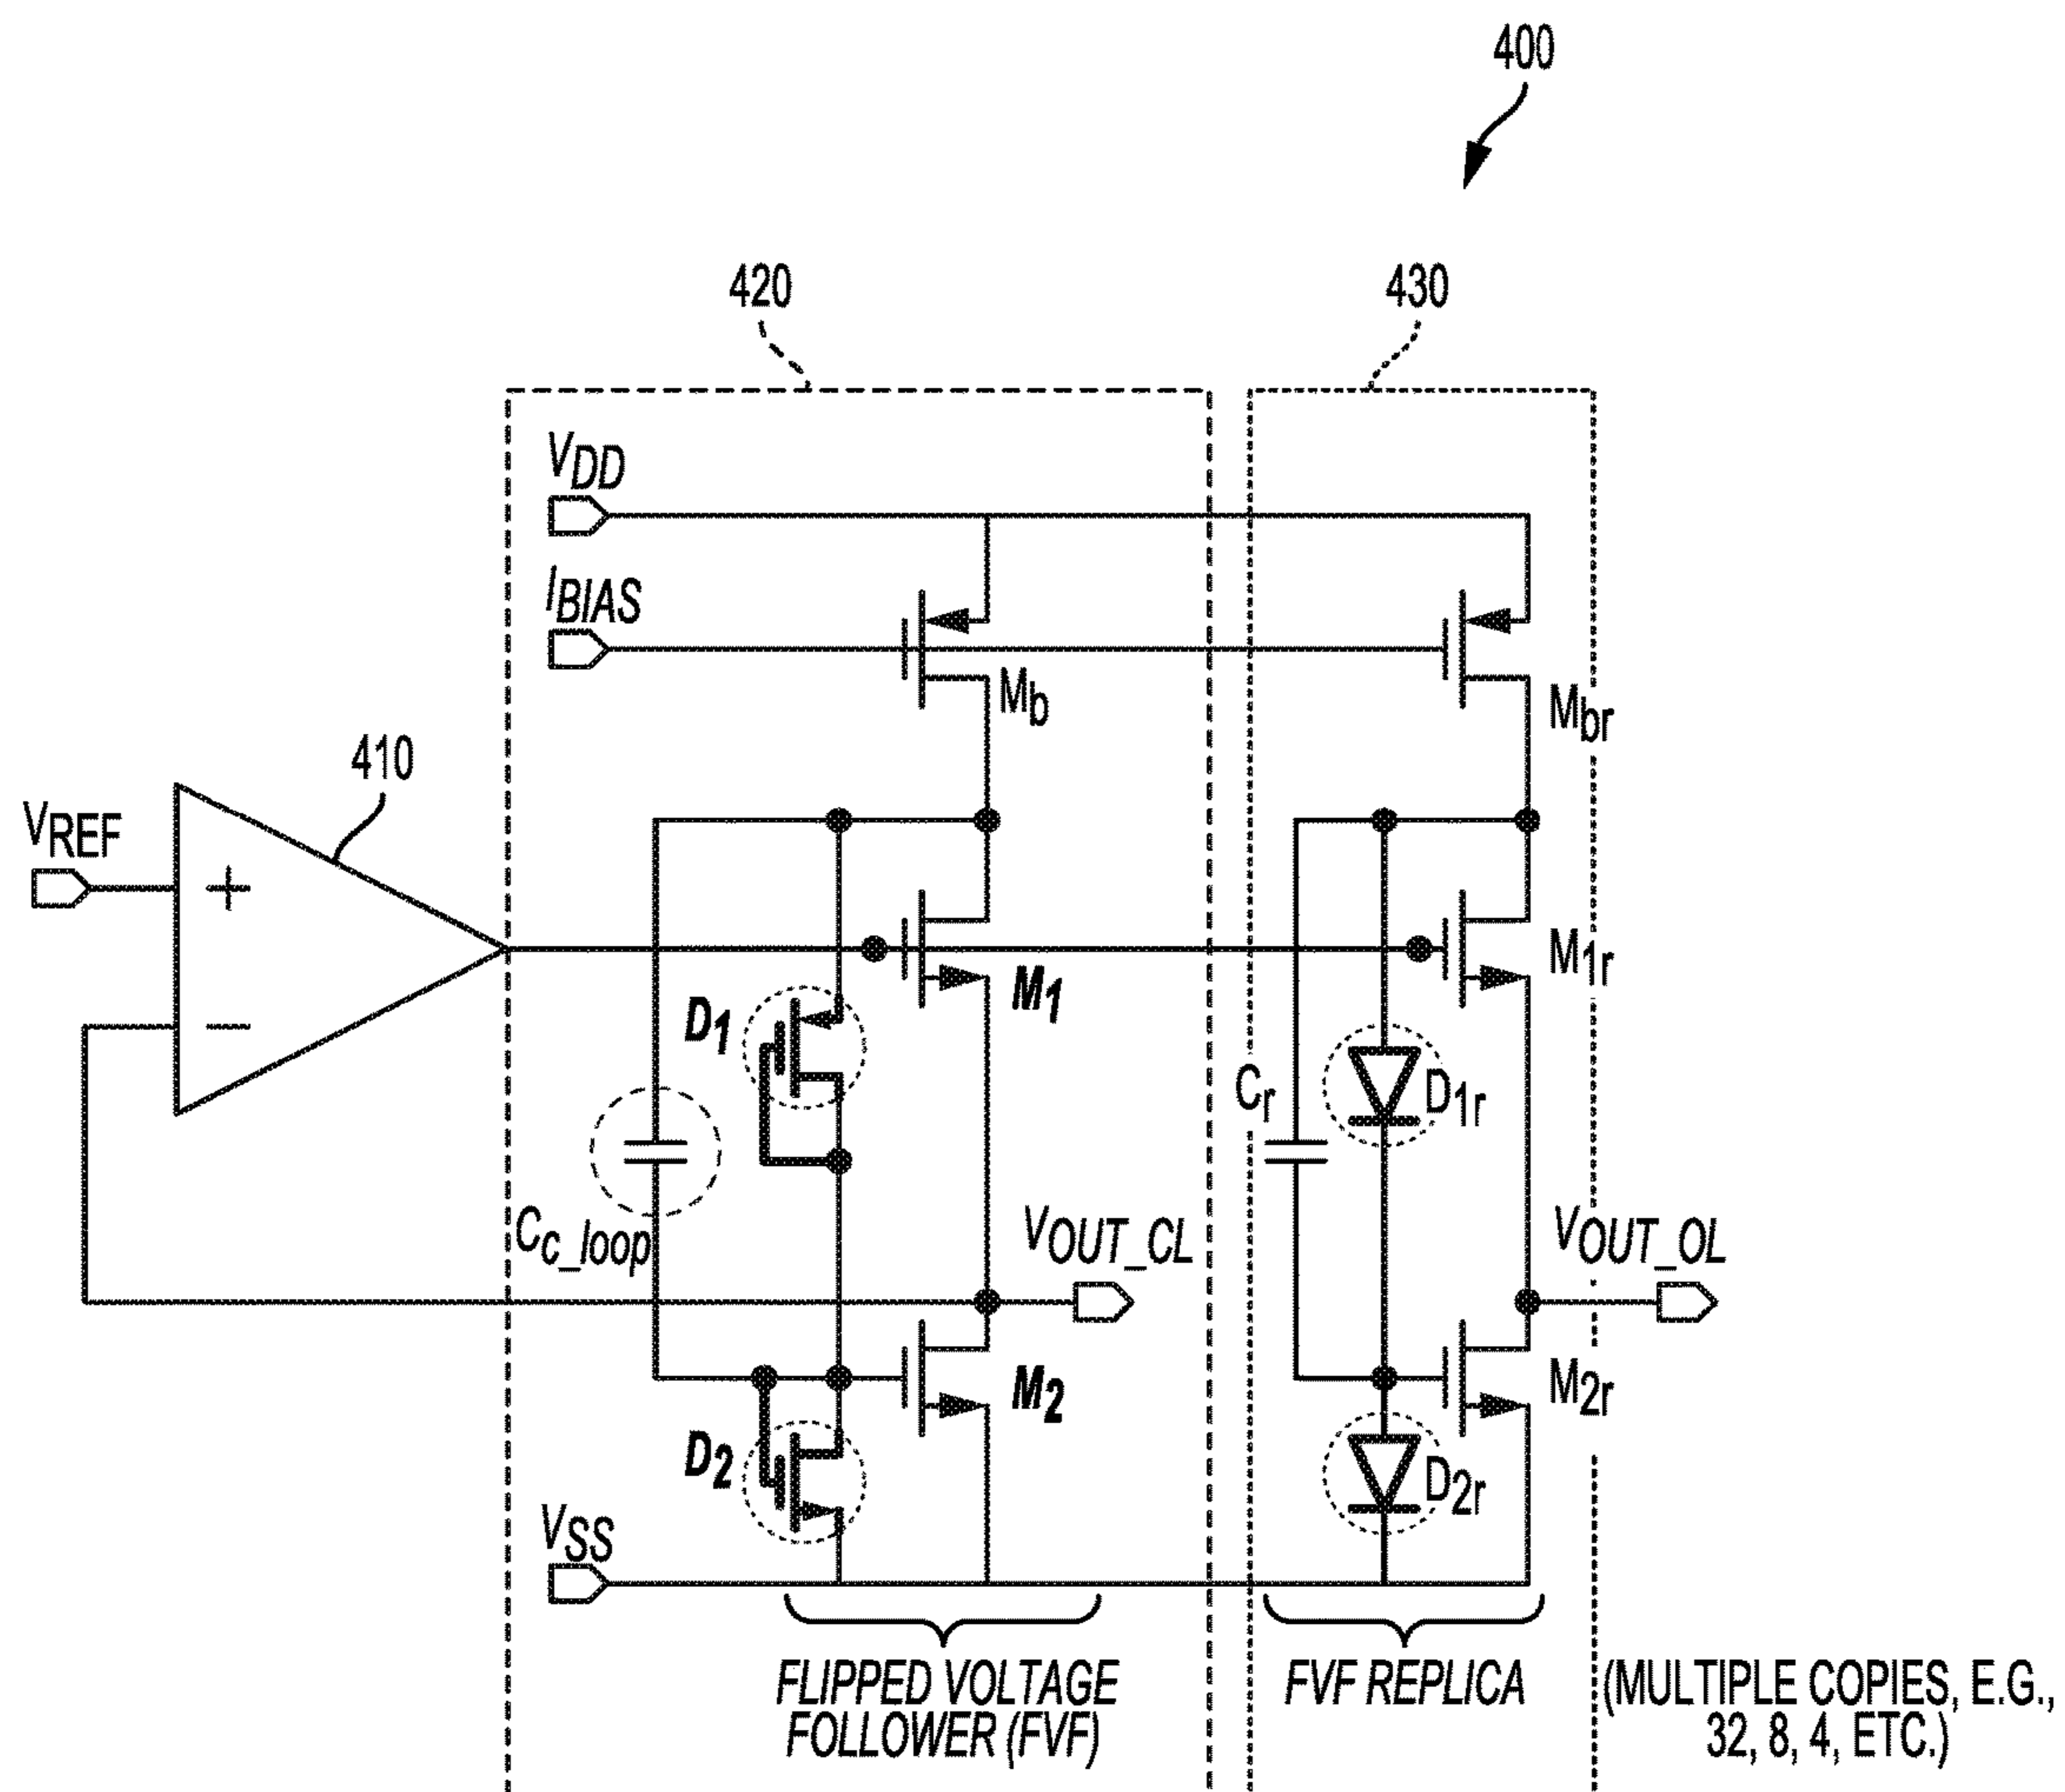 400
420
430
VDD
IBIAS
Mb
Mbr
410
VREF
+
−
M1
M1r
D1
Cr
D1r
Cc_loop
VOUT_CL
VOUT_OL
M2
M2r
D2
D2r
VSS
FLIPPED VOLTAGE
FOLLOWER (FVF)
FVF REPLICA
(MULTIPLE COPIES, E.G.,
32, 8, 4, ETC.)